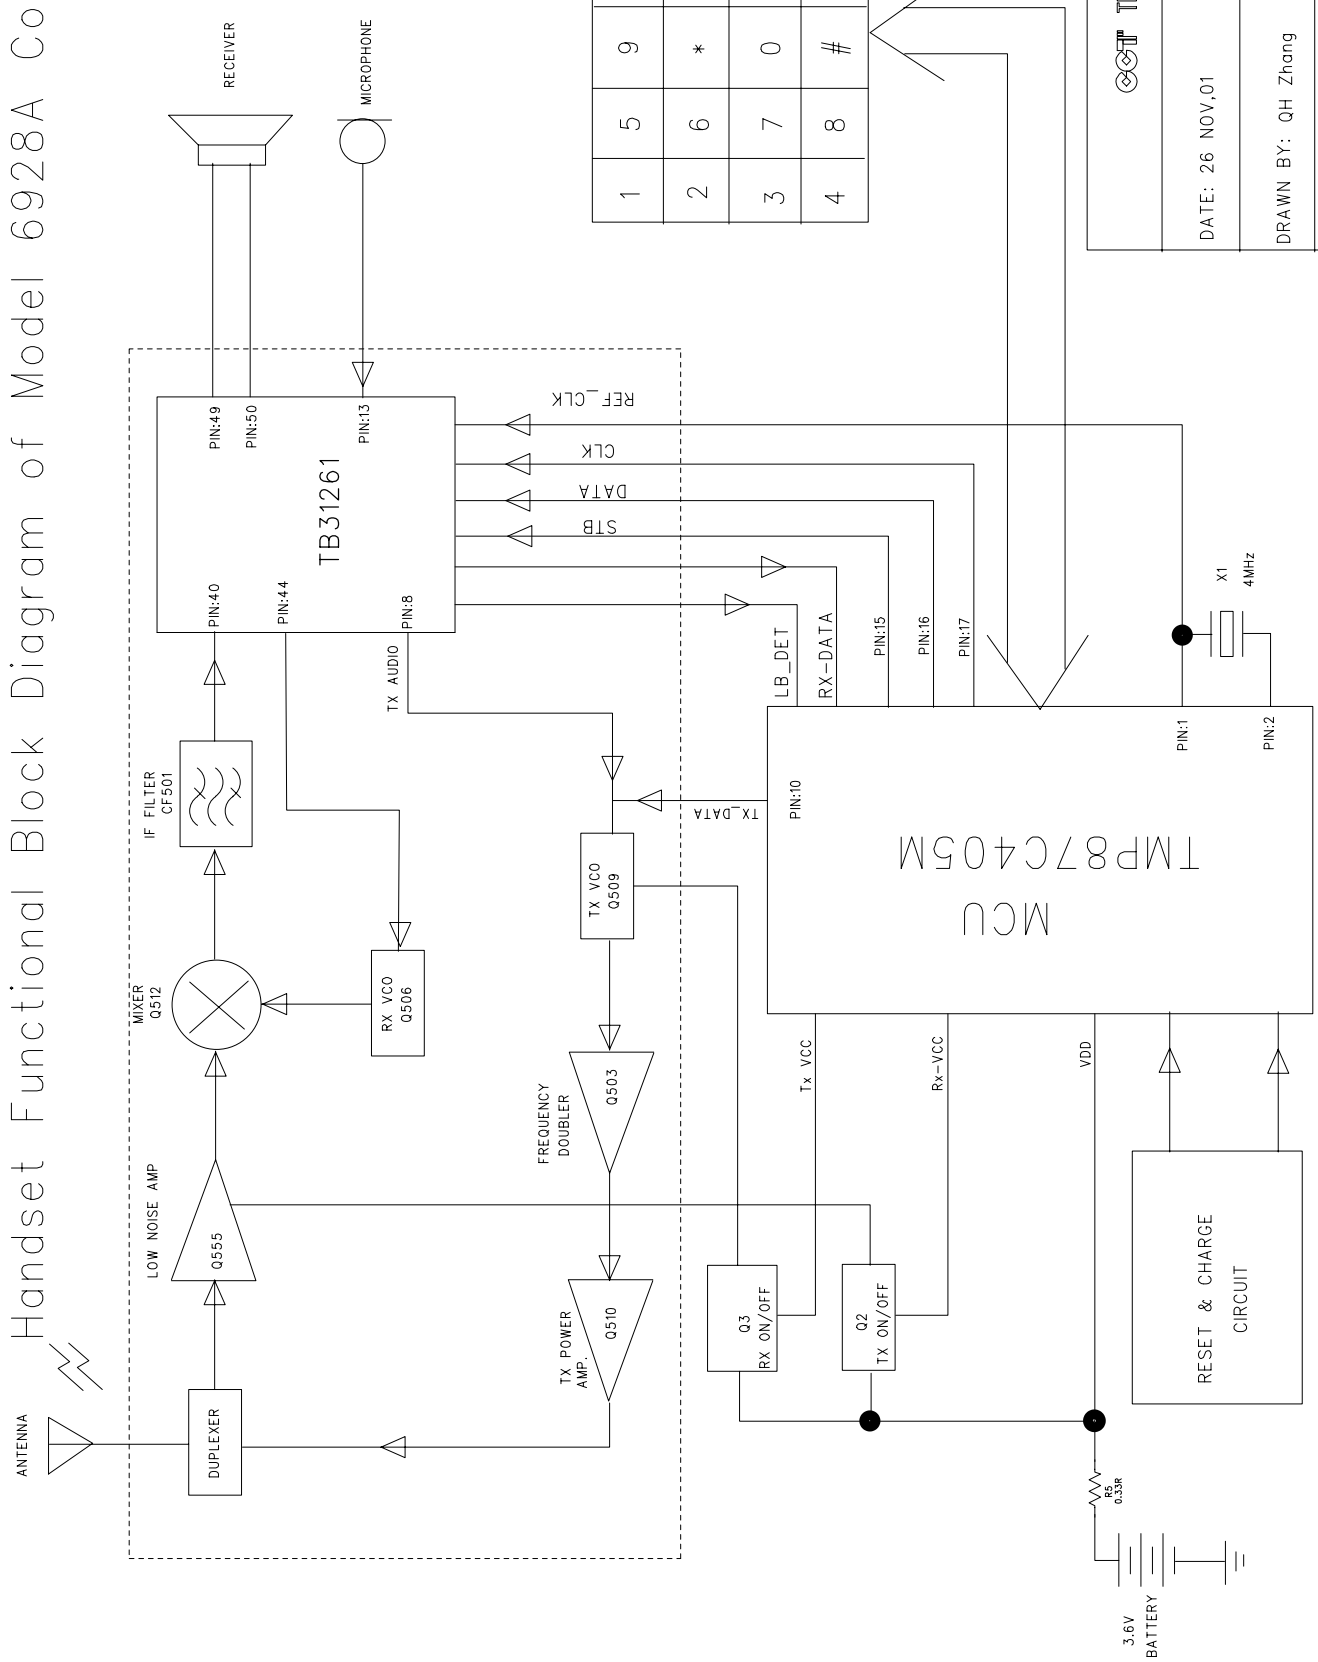 Handset Functional Block Diagram of Model 6928A Co
ANTENNA
DUPLEXER
LOW NOISE AMP
Q555
MIXER
Q512
IF FILTER
CF501
RX VCO
Q506
PIN:40
PIN:44
PIN:8
TX AUDIO
TB31261
PIN:49
PIN:50
PIN:13
RECEIVER
MICROPHONE
TX POWER
AMP.
Q510
FREQUENCY
DOUBLER
Q503
TX VCO
Q509
TX_DATA
REF_CLK
CLK
DATA
STB
LB_DET
RX-DATA
PIN:15
PIN:16
PIN:17
PIN:10
MCU
TMP87C405M
PIN:1
PIN:2
X1
4MHz
Q3
RX ON/OFF
Q2
TX ON/OFF
Tx VCC
Rx-VCC
VDD
RESET & CHARGE
CIRCUIT
R5
0.33R
3.6V
BATTERY
1 5 9
2 6 *
3 7 0
4 8 #
CCT
DATE: 26 NOV,01
DRAWN BY: QH Zhang